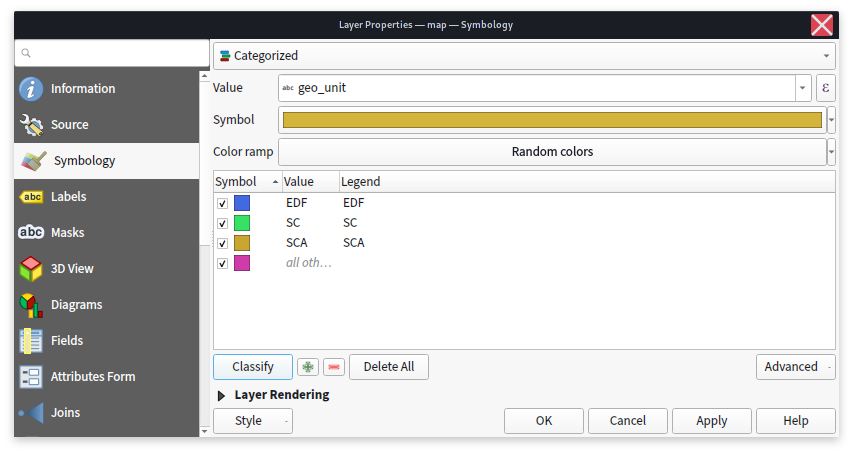 Layer Properties — map — Symbology
Categorized
Information
Value abc geo_unit ε
Source
Symbol
Symbology
Color ramp Random colors
Symbol Value Legend
abc Labels
EDF EDF
SC SC
abc Masks
SCA SCA
all oth…
3D View
Diagrams
Fields
Classify Delete All Advanced
Attributes Form
Layer Rendering
Joins
Style OK Cancel Apply Help